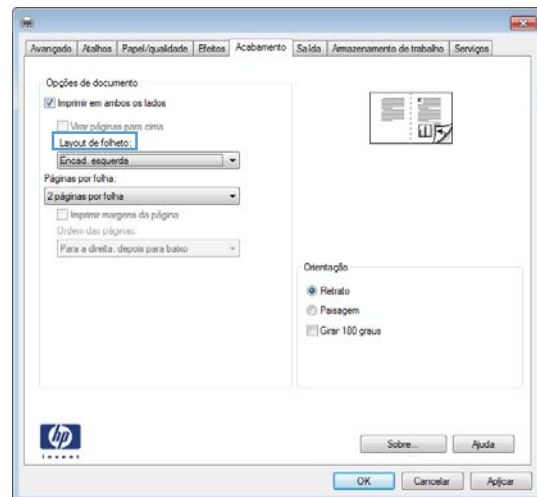 Avançado Atalhos Papel/qualidade Efeitos Acabamento Saída Armazenamento de trabalho Serviços
Opções de documento
Imprimir em ambos os lados
Virar páginas para cima
Layout de folheto:
Encad. esquerda
Páginas por folha:
2 páginas por folha
Imprimir margens da página
Ordem das páginas:
Para a direita, depois para baixo
Orientação
Retrato
Paisagem
Girar 180 graus
hp
invent
Sobre... Ajuda
OK Cancelar Aplicar